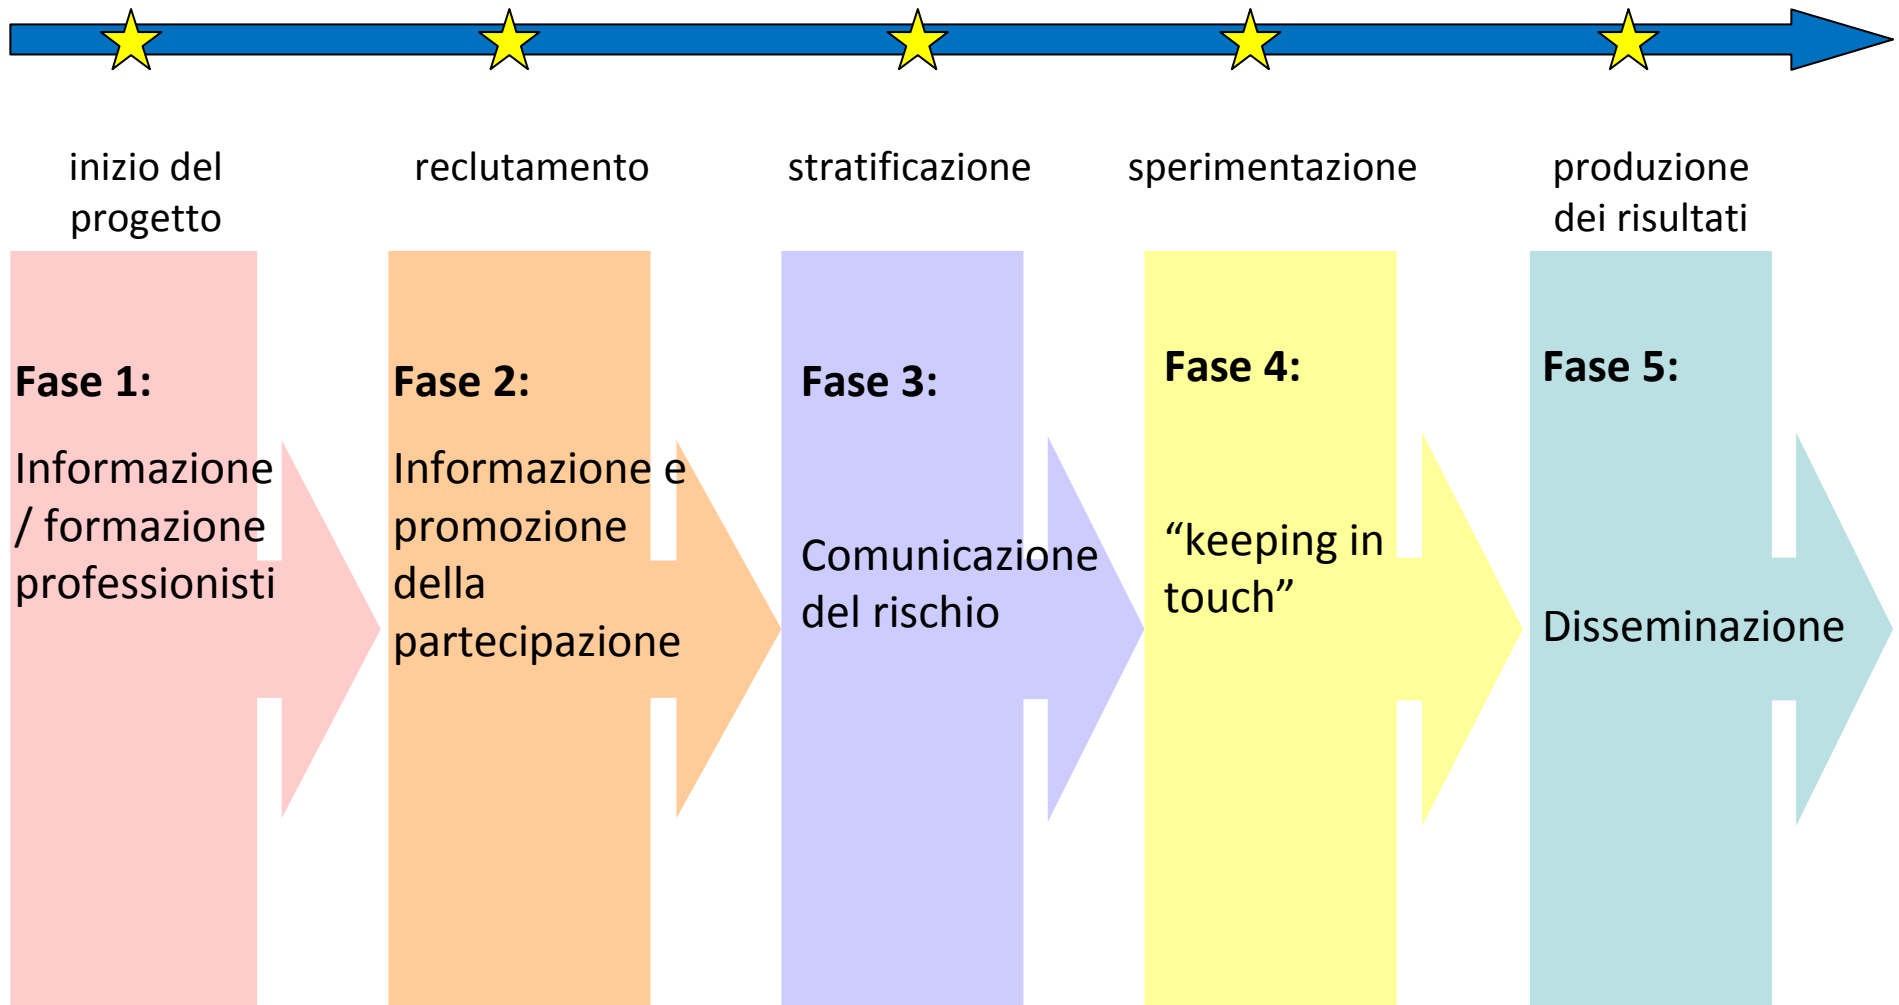 inizio del
progetto
reclutamento
stratificazione
sperimentazione
produzione
dei risultati
Fase 1:
Informazione
/ formazione
professionisti
Fase 2:
Informazione e
promozione
della
partecipazione
Fase 3:
Comunicazione
del rischio
Fase 4:
“keeping in
touch”
Fase 5:
Disseminazione